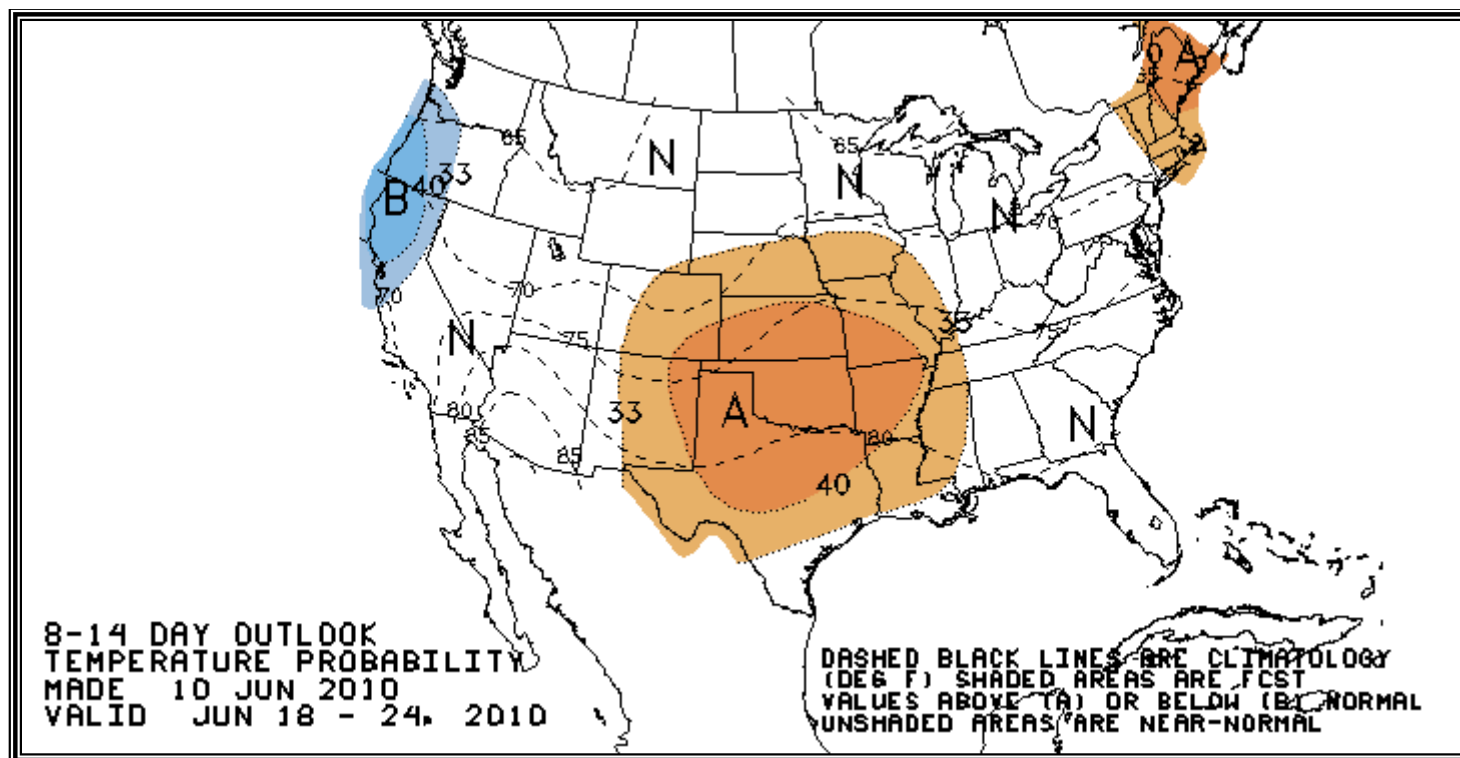 0 A
35
65
N
65
N
B
40
33
N
70
70
N
75
35
33
A
N
80
85
85
80
40
8-14 DAY OUTLOOK
TEMPERATURE PROBABILITY
MADE 10 JUN 2010
VALID JUN 18 - 24, 2010
DASHED BLACK LINES ARE CLIMATOLOGY
(DEG F) SHADED AREAS ARE FCST
VALUES ABOVE (A) OR BELOW (B) NORMAL
UNSHADED AREAS ARE NEAR-NORMAL